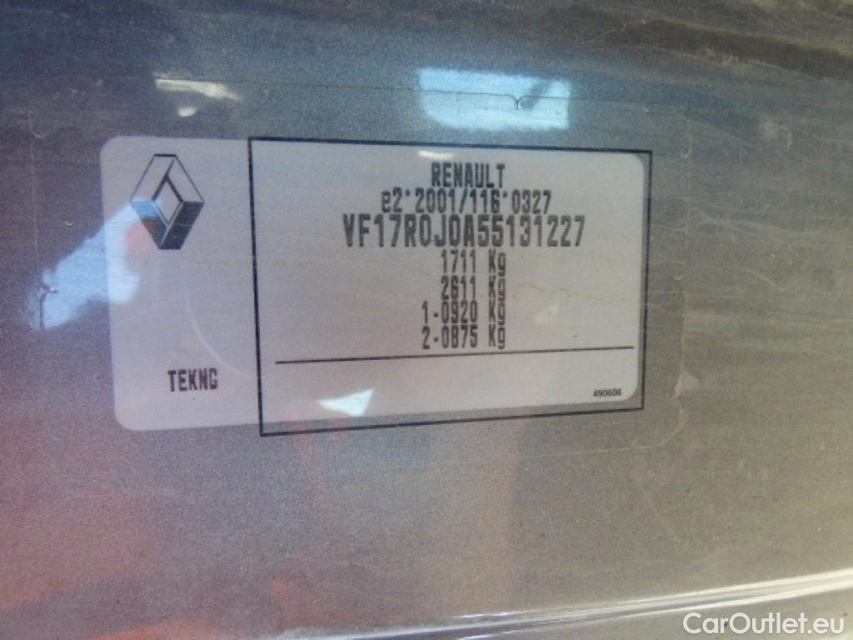 RENAULT
e2*2001/116*0327
VF17R0J0A55131227
1711 Kg
2611 Kg
1-0920 Kg
2-0875 Kg
TEKNG
490606
CarOutlet.eu